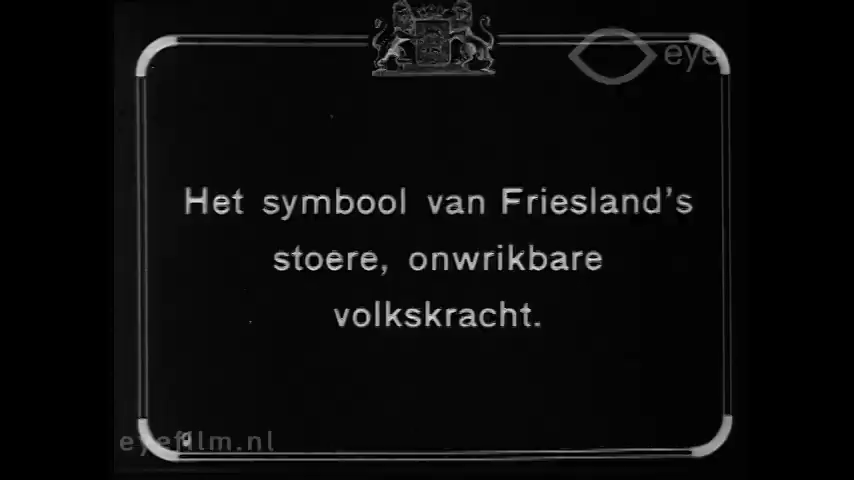 eye
Het symbool van Friesland's
stoere, onwrikbare
volkskracht.
eyefilm.nl